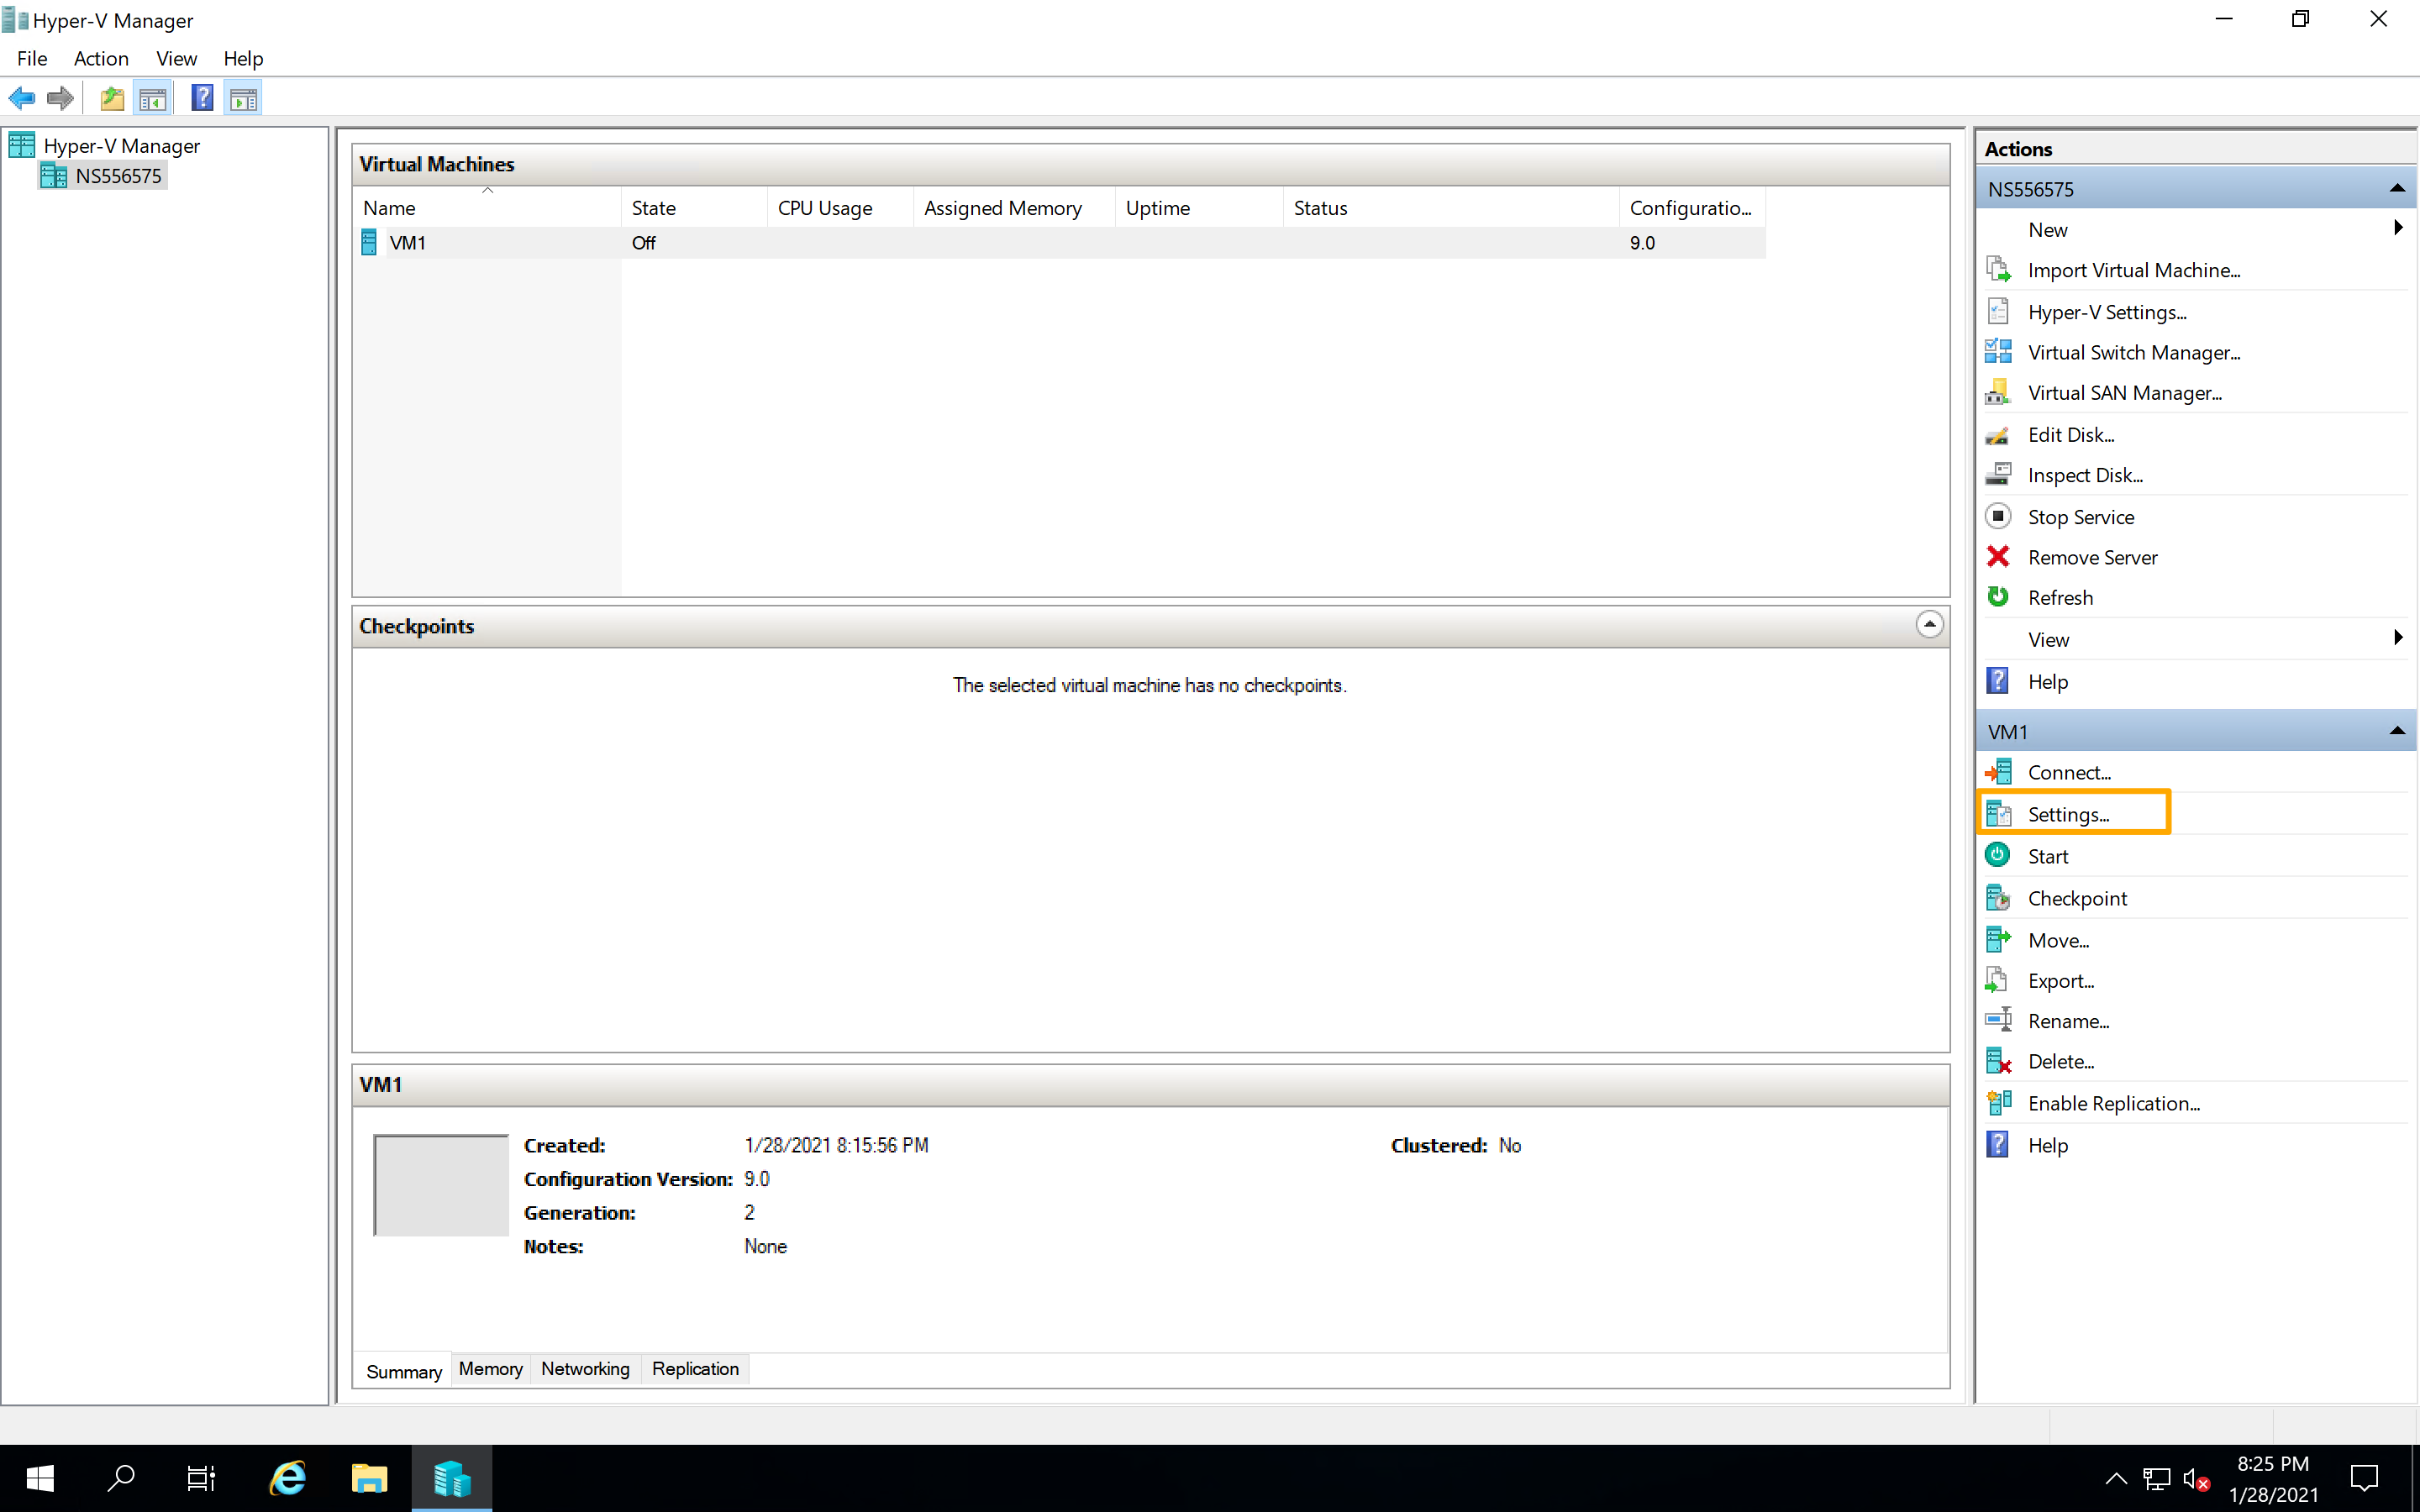 Hyper-V Manager
File Action View Help
Hyper-V Manager
NS556575
Virtual Machines
Name State CPU Usage Assigned Memory Uptime Status Configuratio...
VM1 Off 9.0
Checkpoints
The selected virtual machine has no checkpoints.
VM1
Created: 1/28/2021 8:15:56 PM Clustered: No
Configuration Version: 9.0
Generation: 2
Notes: None
Summary Memory Networking Replication
Actions
NS556575
New
Import Virtual Machine...
Hyper-V Settings...
Virtual Switch Manager...
Virtual SAN Manager...
Edit Disk...
Inspect Disk...
Stop Service
Remove Server
Refresh
View
Help
VM1
Connect...
Settings...
Start
Checkpoint
Move...
Export...
Rename...
Delete...
Enable Replication...
Help
8:25 PM
1/28/2021